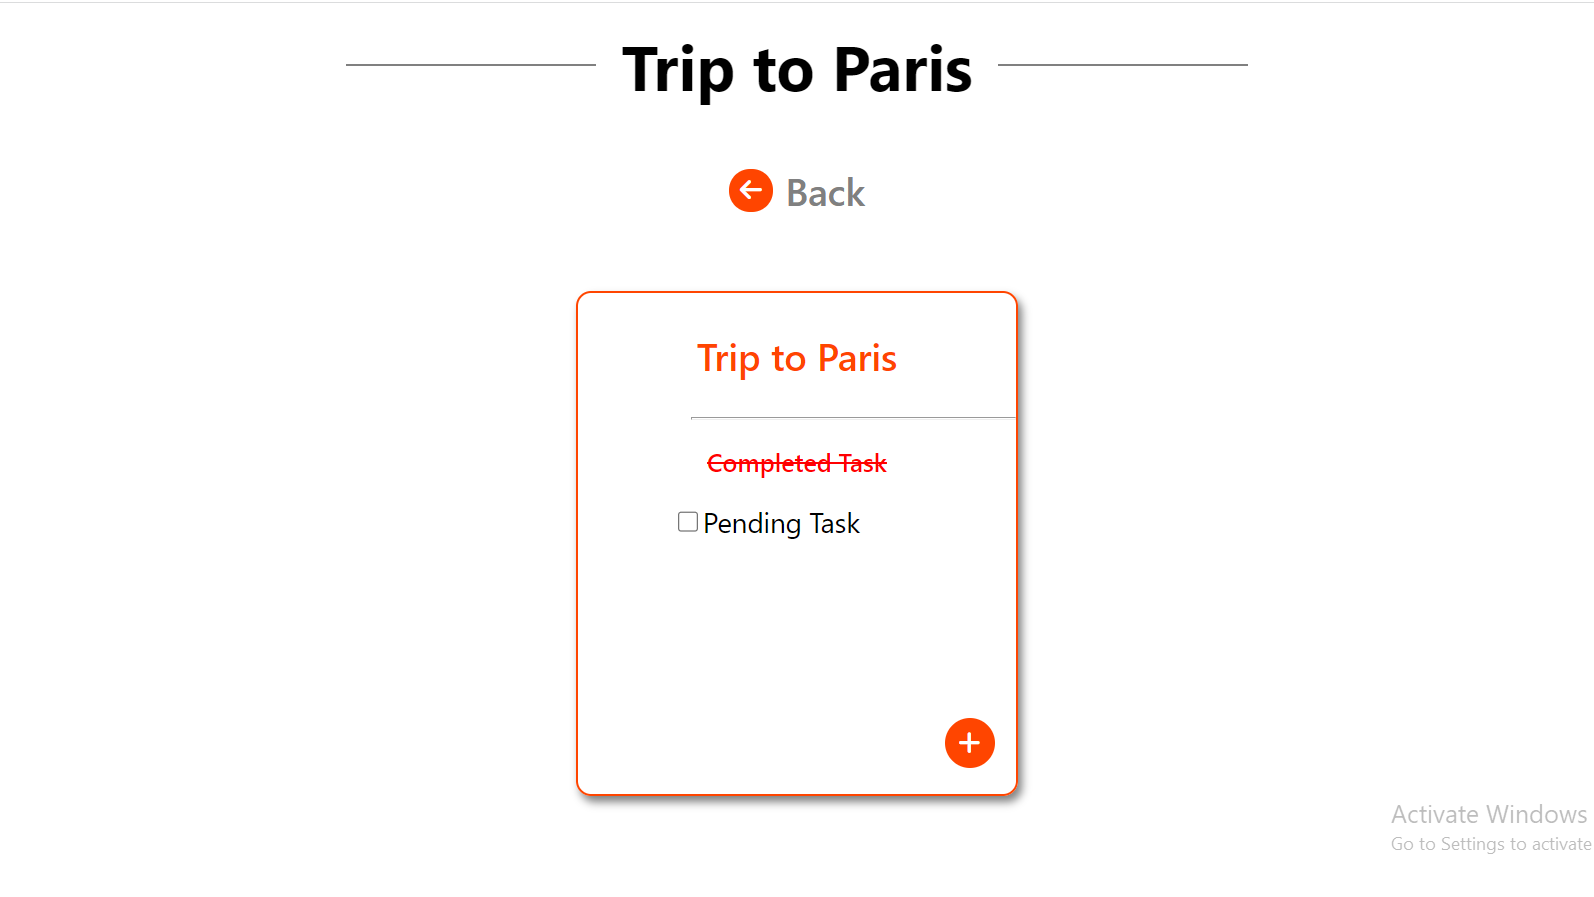 Trip to Paris
Back
Trip to Paris
Completed Task
Pending Task
Activate Windows
Go to Settings to activate